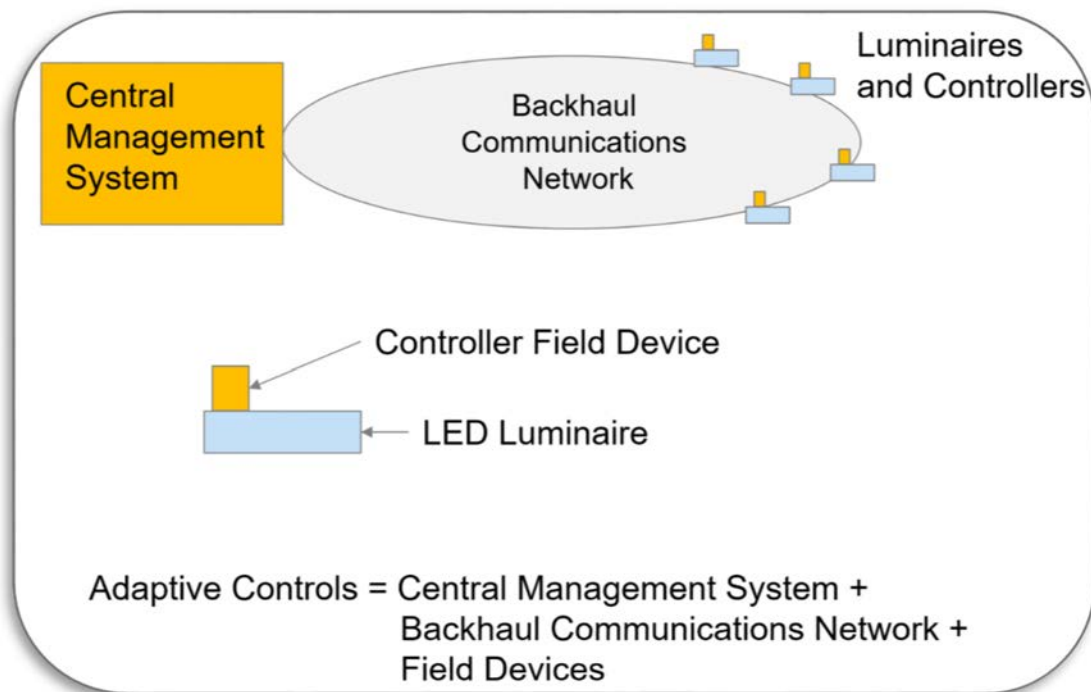 Central
Management
System
Backhaul
Communications
Network
Luminaires
and Controllers
Controller Field Device
LED Luminaire
Adaptive Controls = Central Management System +
Backhaul Communications Network +
Field Devices